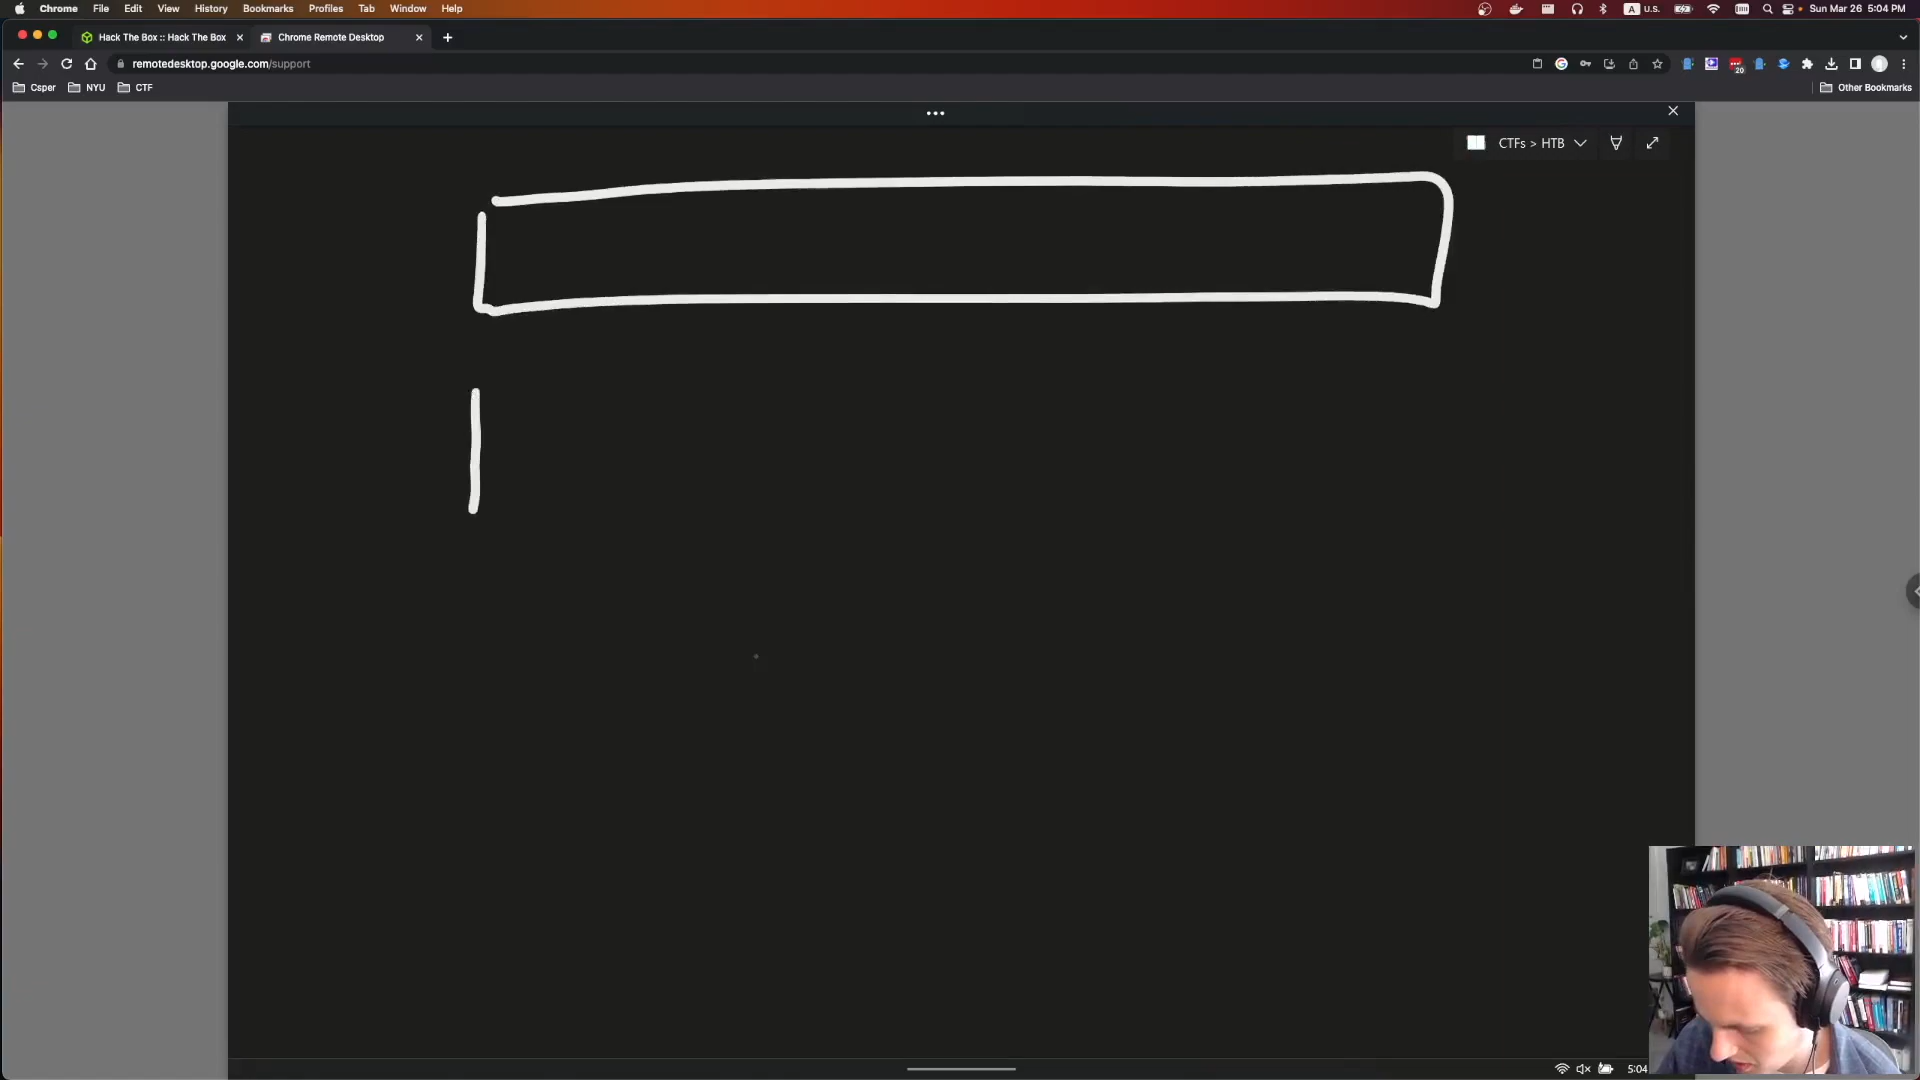 Chrome File Edit View History Bookmarks Profiles Tab Window Help A U.S. Sun Mar 26 5:04 PM
Hack The Box :: Hack The Box Chrome Remote Desktop
remotedesktop.google.com/support 20
Csper NYU CTF Other Bookmarks
CTFs > HTB
5:04